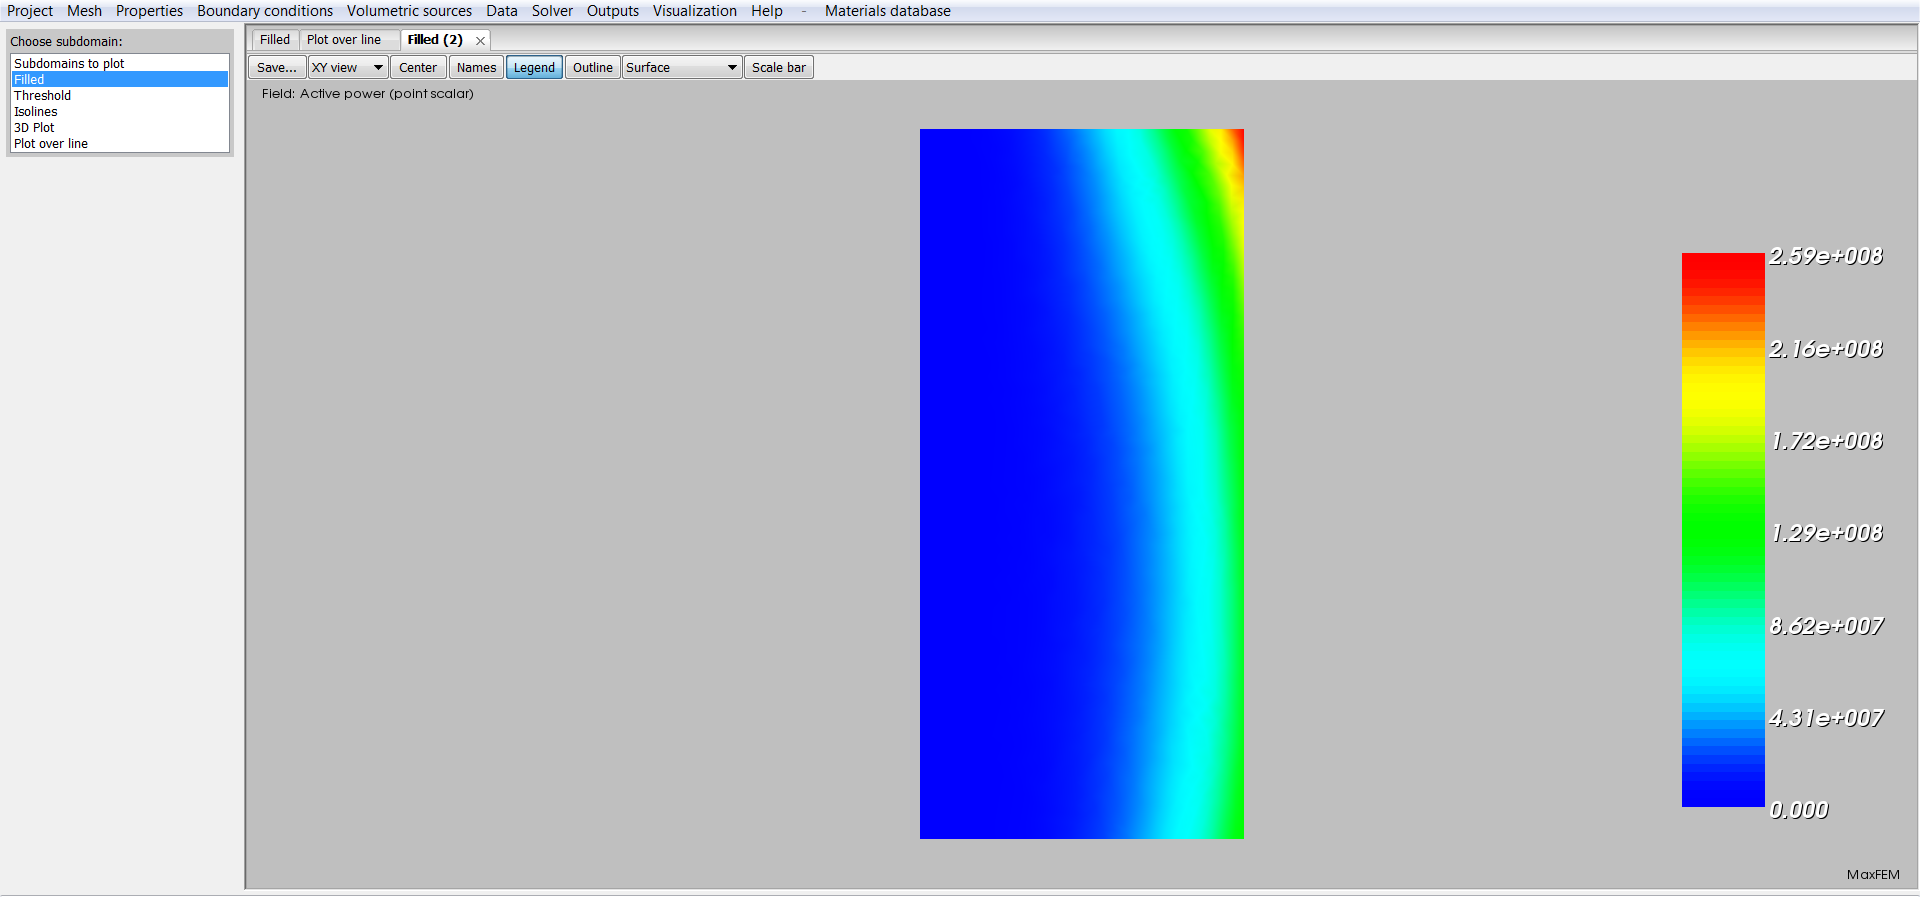 Project Mesh Properties Boundary conditions Volumetric sources Data Solver Outputs Visualization Help - Materials database
Choose subdomain:
Subdomains to plot
Filled
Threshold
Isolines
3D Plot
Plot over line
Filled Plot over line Filled (2)
Save... XY view Center Names Legend Outline Surface Scale bar
Field: Active power (point scalar)
2.59e+008
2.16e+008
1.72e+008
1.29e+008
8.62e+007
4.31e+007
0.000
MaxFEM